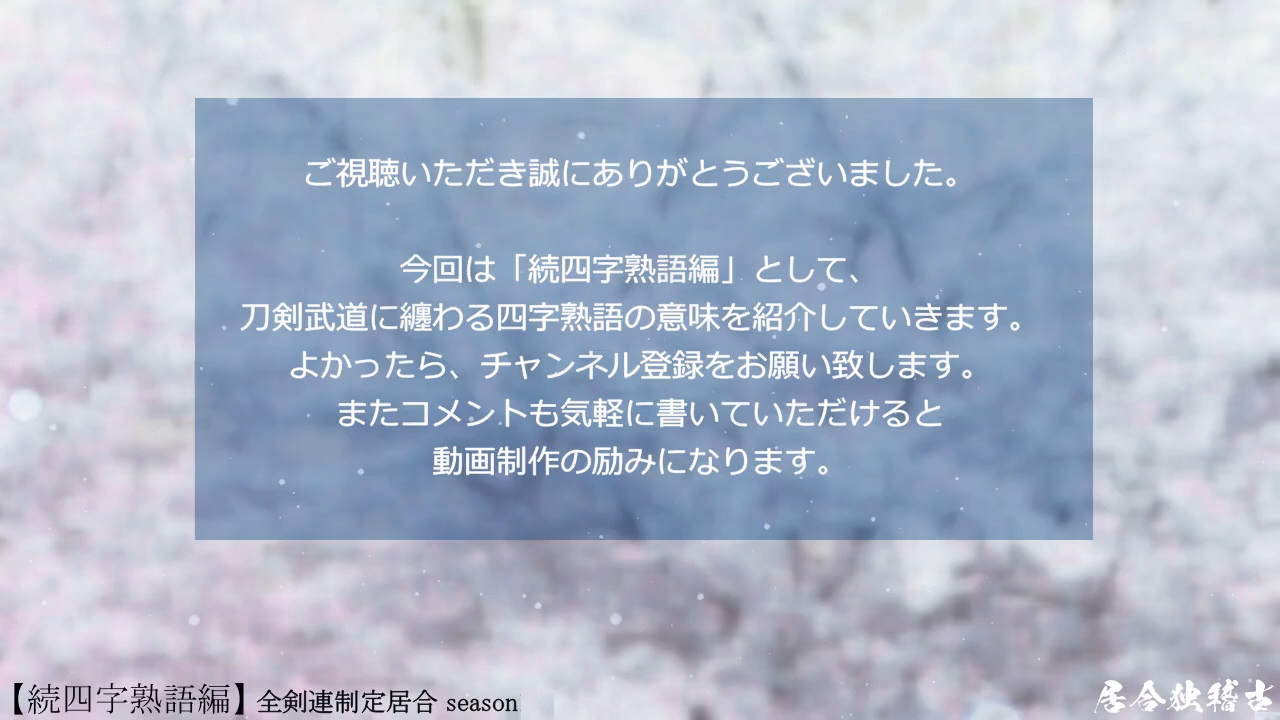 ご視聴いただき誠にありがとうございました。
今回は「続四字熟語編」として、
刀剣武道に纏わる四字熟語の意味を紹介していきます。
よかったら、チャンネル登録をお願い致します。
またコメントも気軽に書いていただけると
動画制作の励みになります。
【続四字熟語編】全剣連制定居合 season
居合独稽古